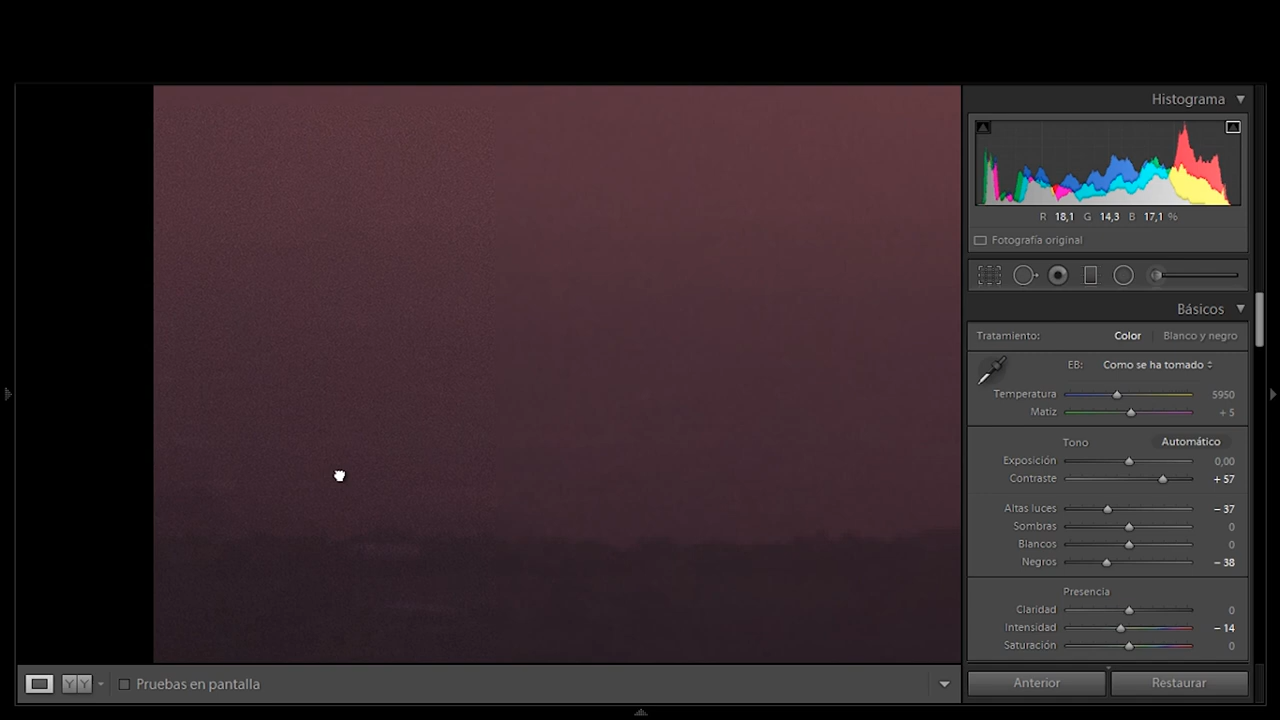 Histograma
R 18,1 G 14,3 B 17,1 %
Fotografía original
Básicos
Tratamiento: Color Blanco y negro
EB: Como se ha tomado
Temperatura 5950
Matiz + 5
Tono Automático
Exposición 0,00
Contraste + 57
Altas luces – 37
Sombras 0
Blancos 0
Negros – 38
Presencia
Claridad 0
Intensidad – 14
Saturación 0
YY Pruebas en pantalla
Anterior Restaurar